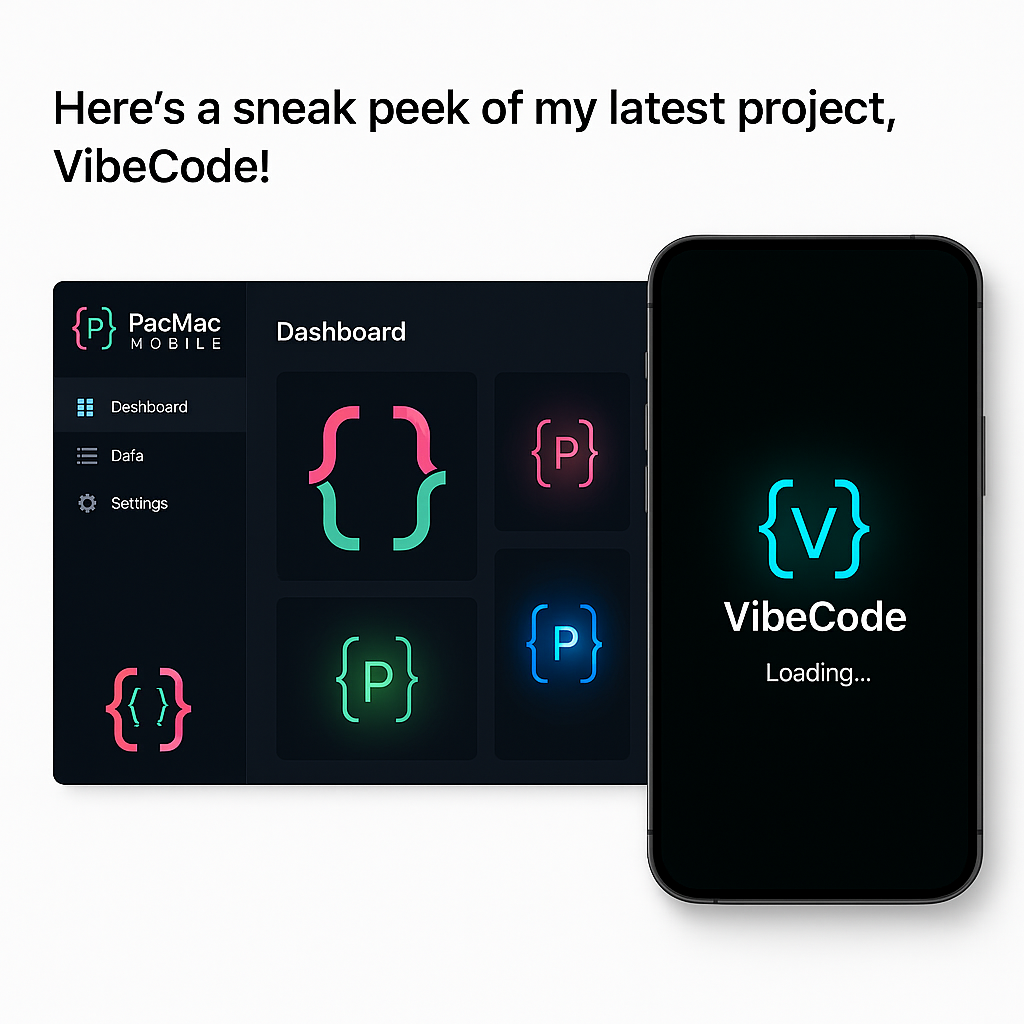 Here's a sneak peek of my latest project,
VibeCode!
{P} PacMac
MOBILE
Deshboard
Dafa
Settings
{{}}
Dashboard
{}
{P}
{P}
{P}
{V}
VibeCode
Loading...